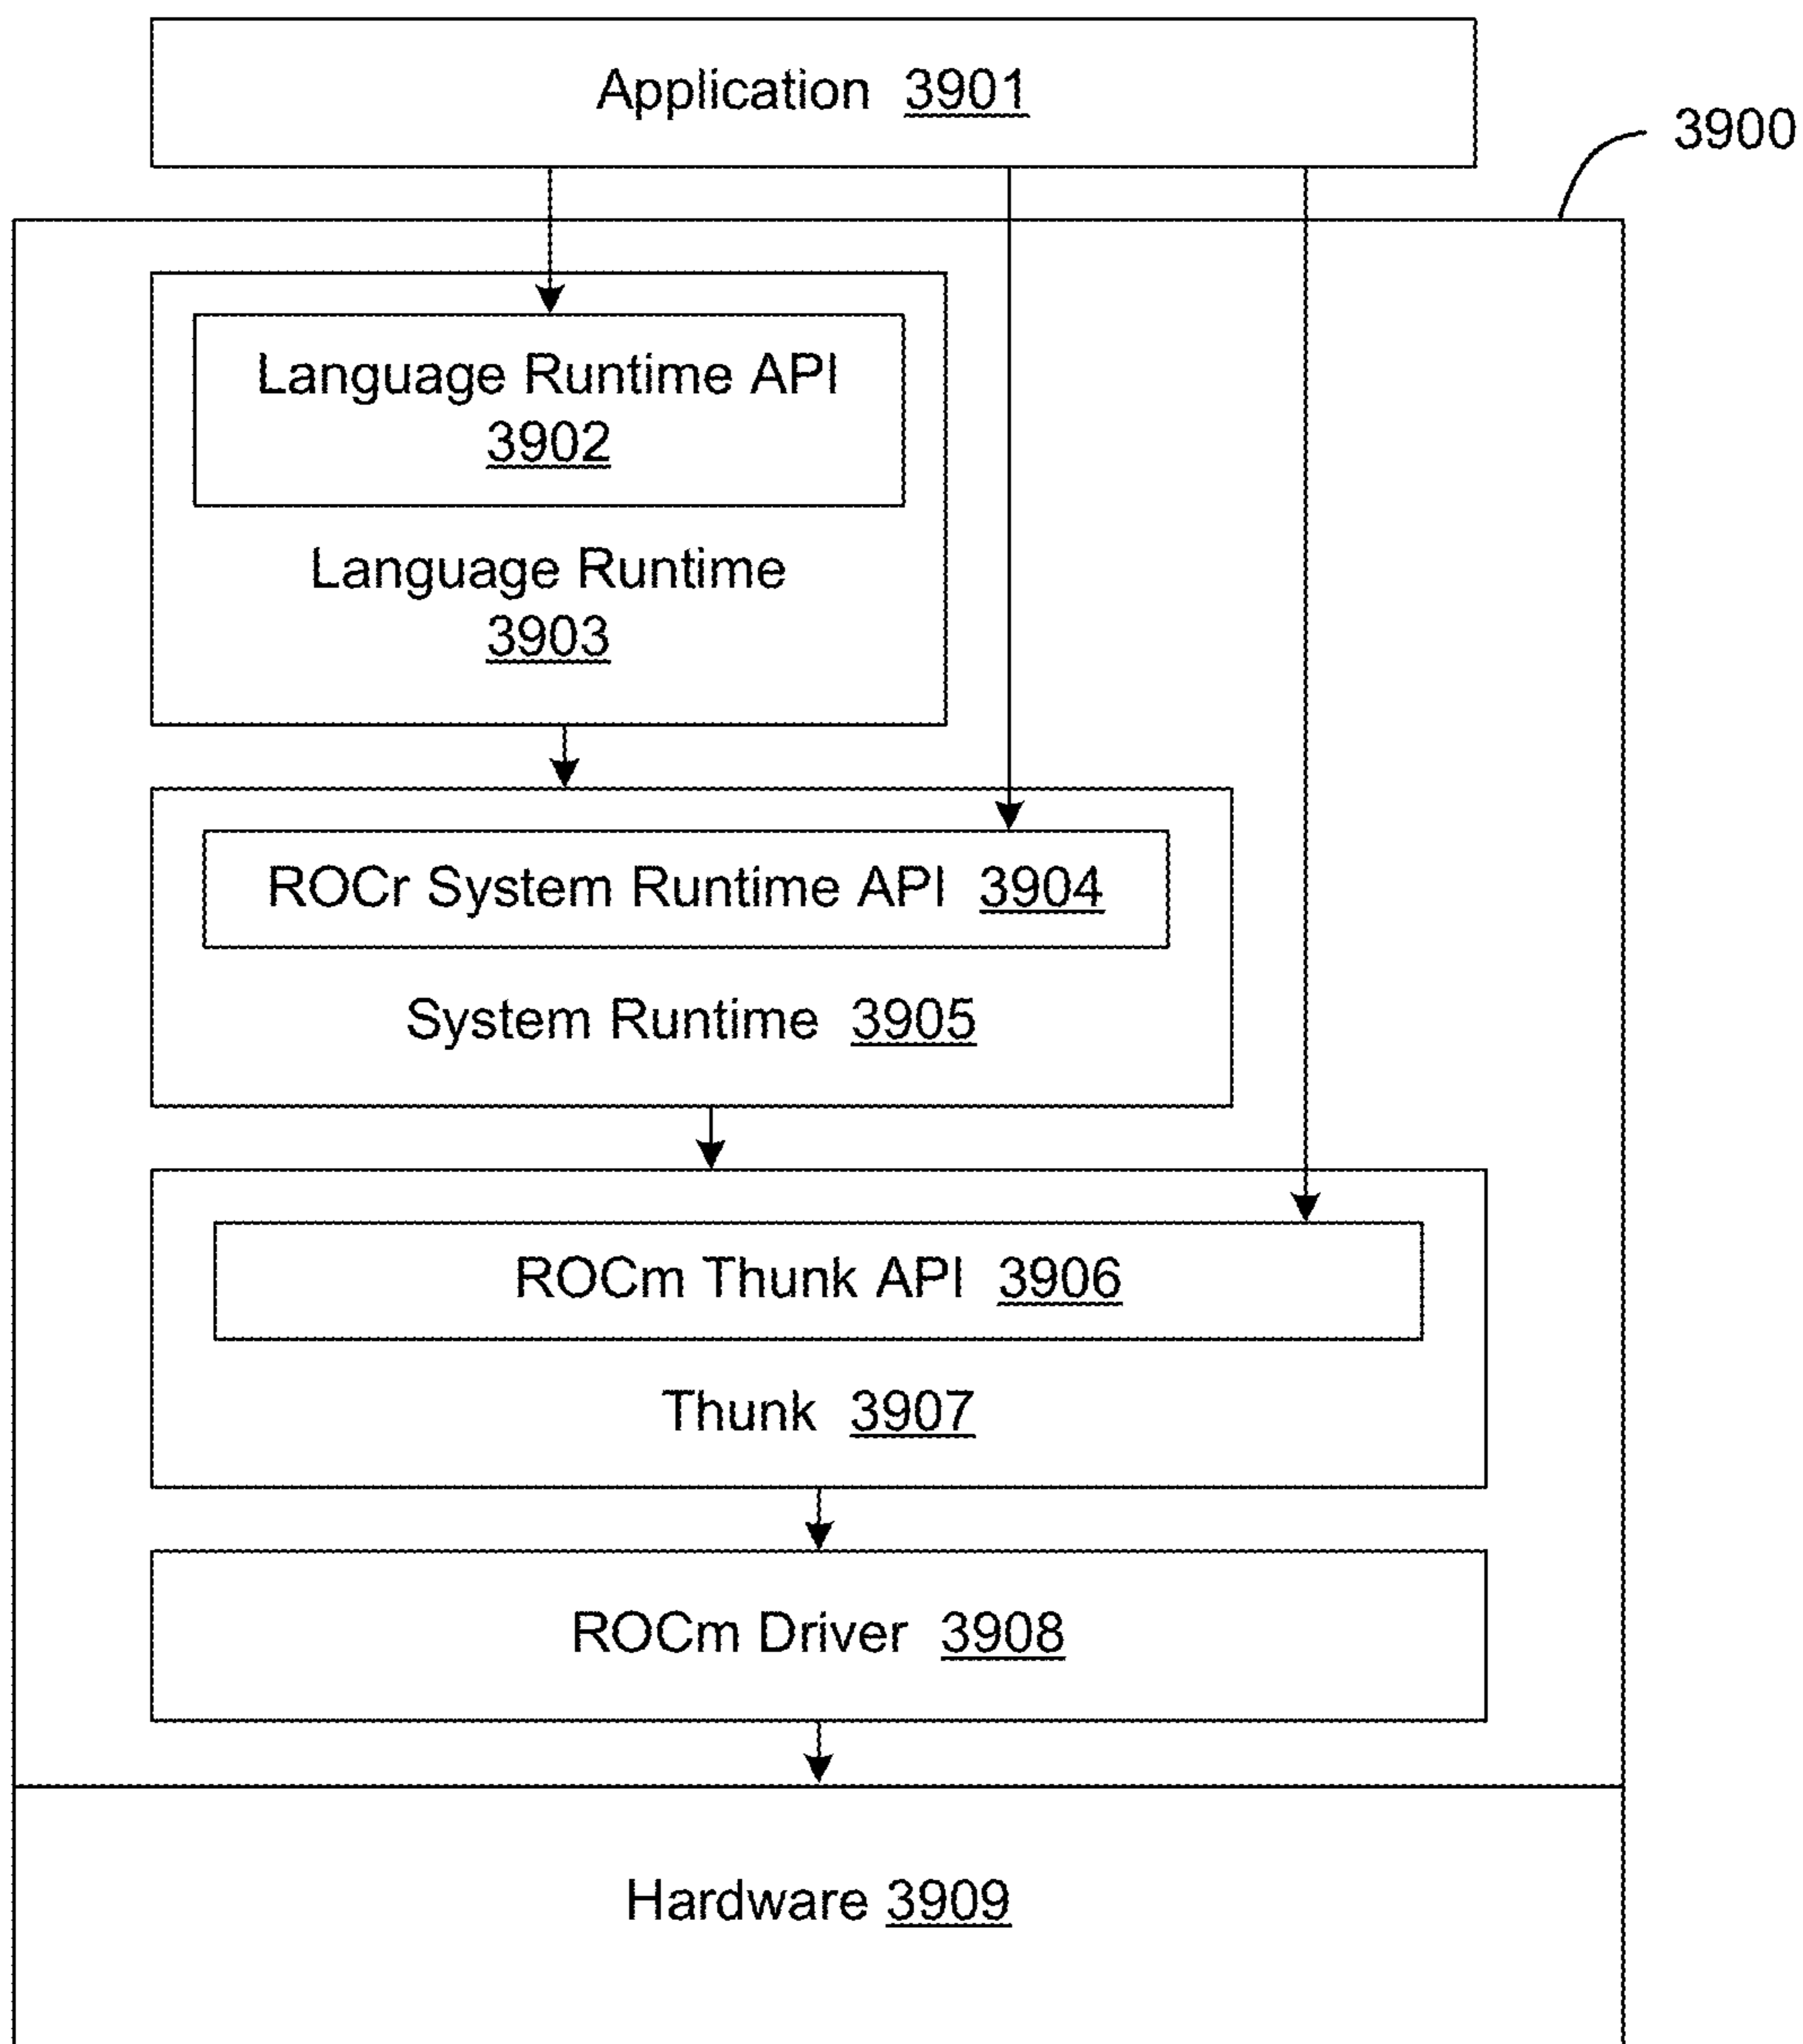 Application 3901
3900
Language Runtime API
3902
Language Runtime
3903
ROCr System Runtime API 3904
System Runtime 3905
ROCm Thunk API 3906
Thunk 3907
ROCm Driver 3908
Hardware 3909